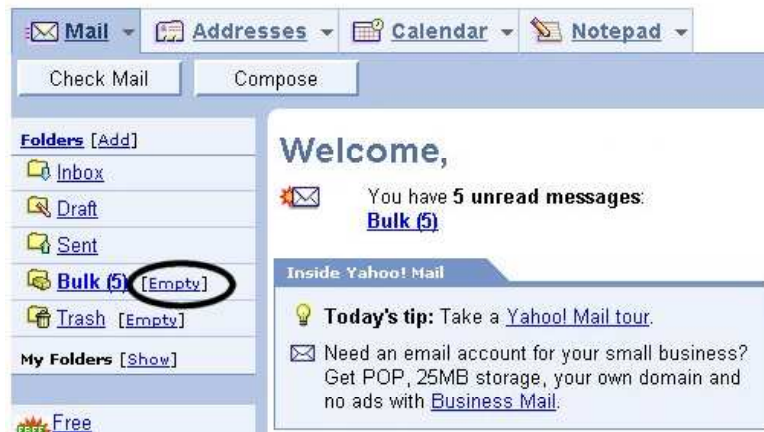 Mail Addresses Calendar Notepad
Check Mail Compose
Folders [Add]
Inbox
Draft
Sent
Bulk (5) [Empty]
Trash [Empty]
My Folders [Show]
FREE Free
Welcome,
You have 5 unread messages:
Bulk (5)
Inside Yahoo! Mail
Today's tip: Take a Yahoo! Mail tour.
Need an email account for your small business?
Get POP, 25MB storage, your own domain and
no ads with Business Mail.